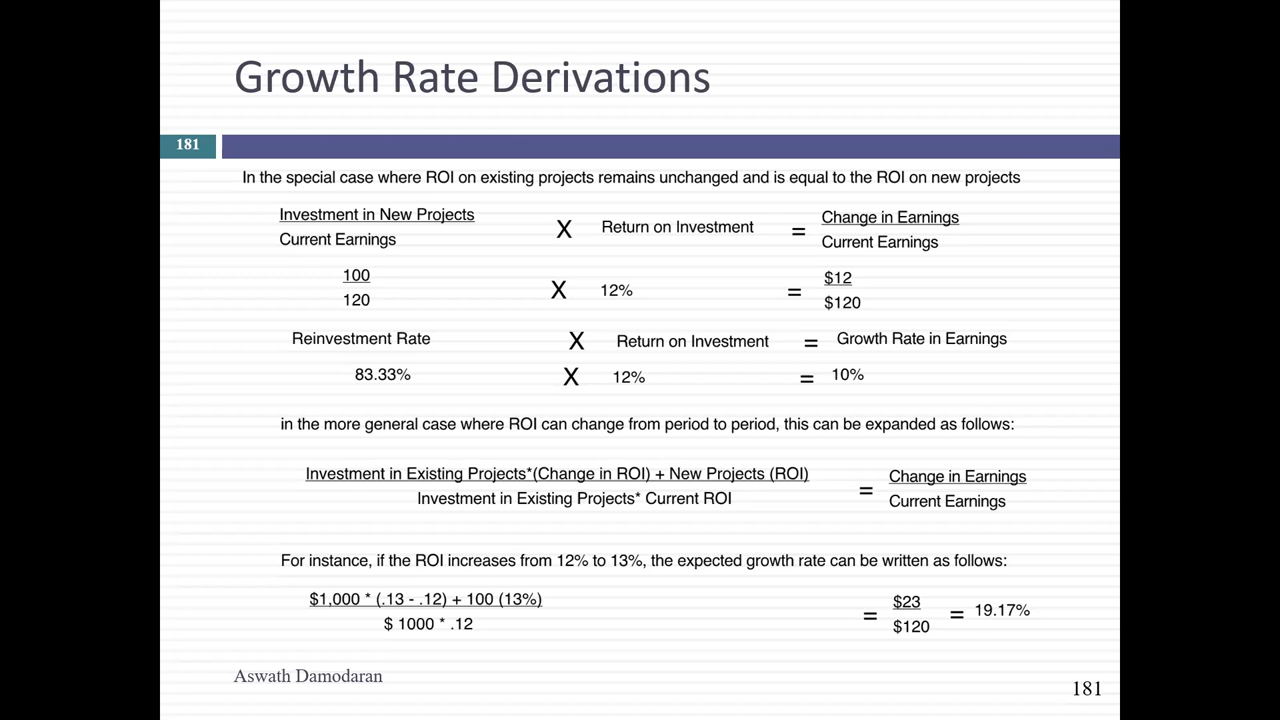 Growth Rate Derivations
181
In the special case where ROI on existing projects remains unchanged and is equal to the ROI on new projects
Investment in New Projects
Current Earnings
X
Return on Investment
=
Change in Earnings
Current Earnings
100
120
X
12%
=
$12
$120
Reinvestment Rate X Return on Investment = Growth Rate in Earnings
83.33% X 12% = 10%
in the more general case where ROI can change from period to period, this can be expanded as follows:
Investment in Existing Projects*(Change in ROI) + New Projects (ROI)
Investment in Existing Projects* Current ROI
=
Change in Earnings
Current Earnings
For instance, if the ROI increases from 12% to 13%, the expected growth rate can be written as follows:
$1,000 * (.13 - .12) + 100 (13%)
$ 1000 * .12
=
$23
$120
= 19.17%
Aswath Damodaran
181